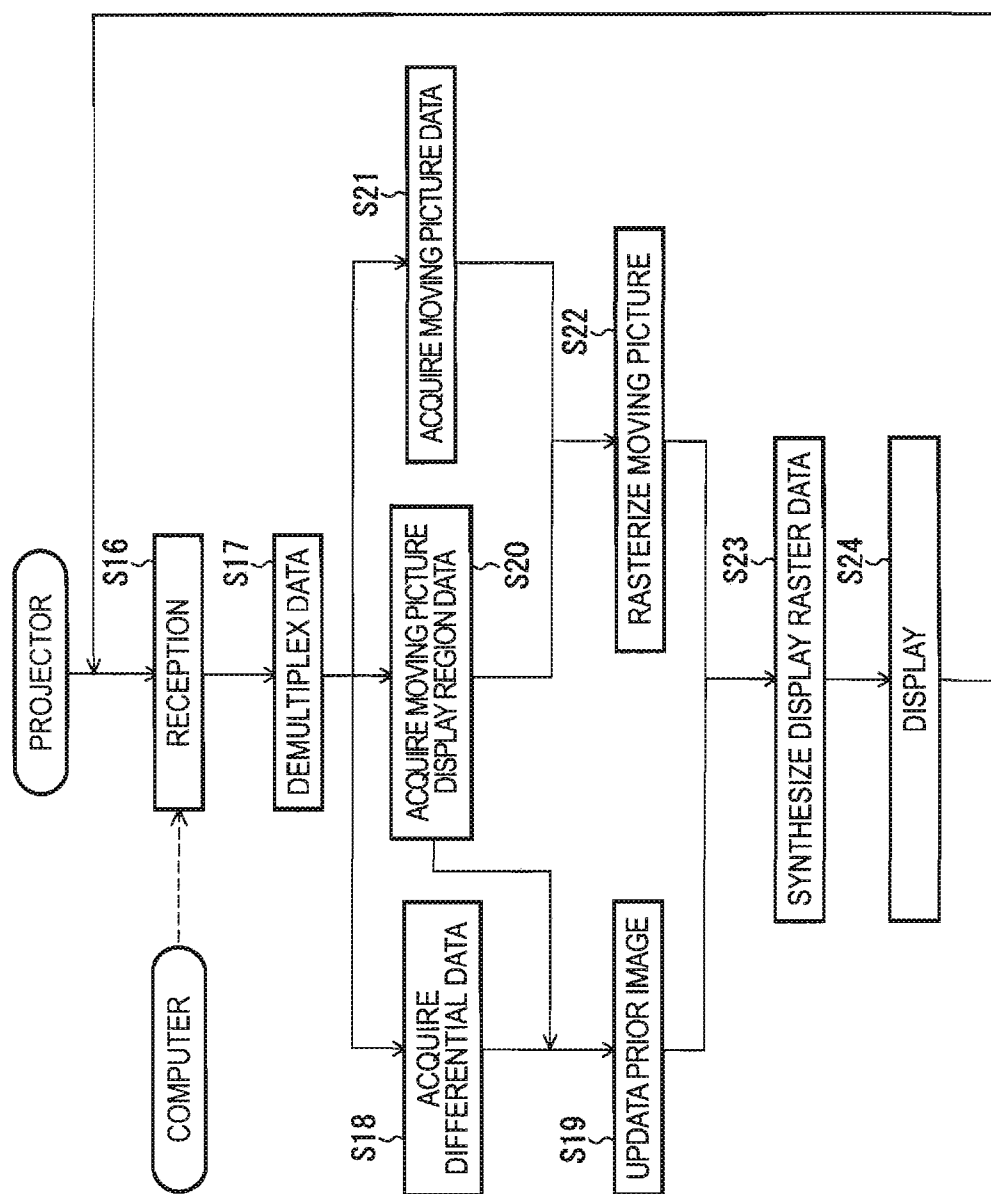 PROJECTOR
COMPUTER
S16
RECEPTION
S17
DEMULTIPLEX DATA
S18
ACQUIRE
DIFFERENTIAL DATA
ACQUIRE MOVING PICTURE
DISPLAY REGION DATA
S20
S21
ACQUIRE MOVING PICTURE DATA
S19
UPDATA PRIOR IMAGE
S22
RASTERIZE MOVING PICTURE
S23
SYNTHESIZE DISPLAY RASTER DATA
S24
DISPLAY